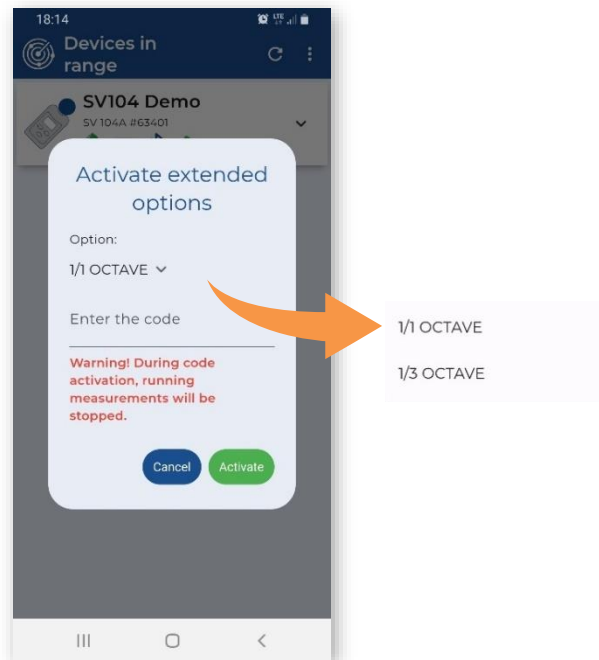 18:14
LTE
Devices in
range
SV104 Demo
SV 104A #63401
Activate extended
options
Option:
1/1 OCTAVE
Enter the code
Warning! During code
activation, running
measurements will be
stopped.
Cancel Activate
1/1 OCTAVE
1/3 OCTAVE